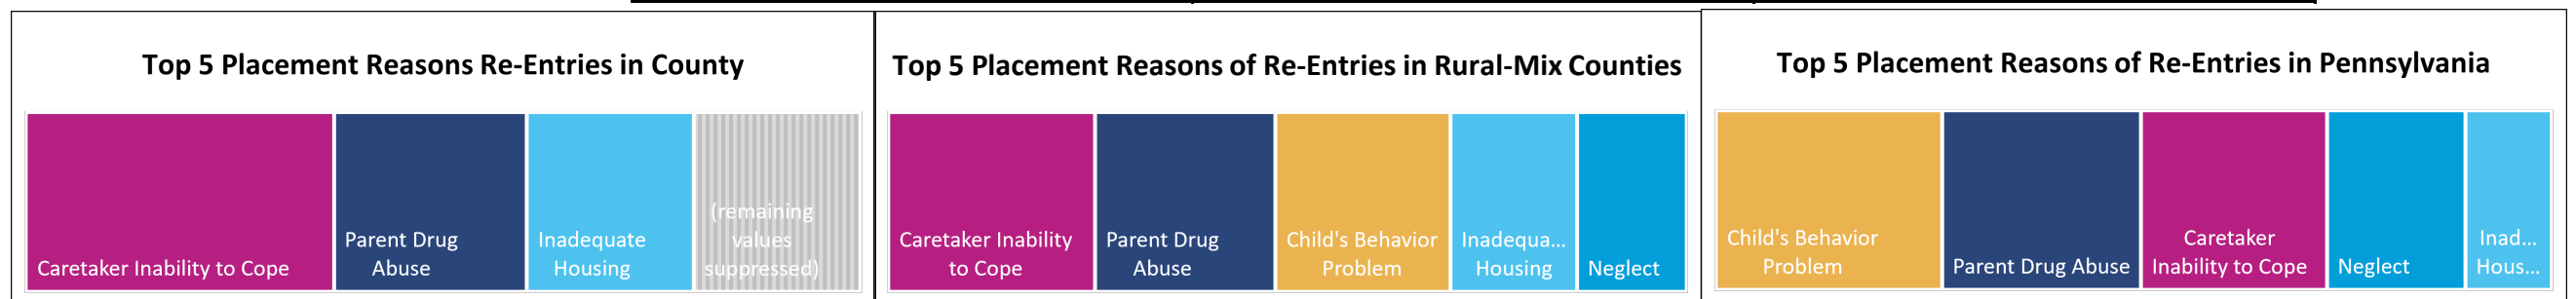 Top 5 Placement Reasons Re-Entries in County
Caretaker Inability to Cope
Parent Drug
Abuse
Inadequate
Housing
(remaining
values
suppressed)
Top 5 Placement Reasons of Re-Entries in Rural-Mix Counties
Caretaker Inability
to Cope
Parent Drug
Abuse
Child's Behavior
Problem
Inadequa...
Housing
Neglect
Top 5 Placement Reasons of Re-Entries in Pennsylvania
Child's Behavior
Problem
Parent Drug Abuse
Caretaker
Inability to Cope
Neglect
Inad...
Hous...